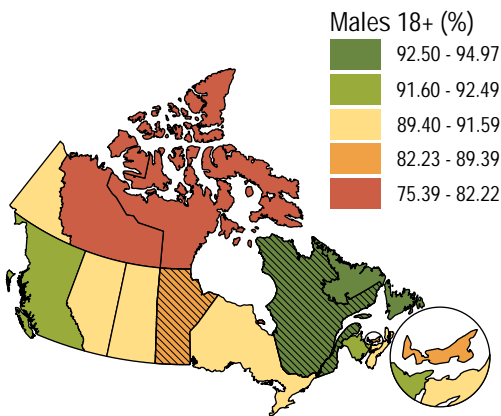 Males 18+ (%)
92.50 - 94.97
91.60 - 92.49
89.40 - 91.59
82.23 - 89.39
75.39 - 82.22